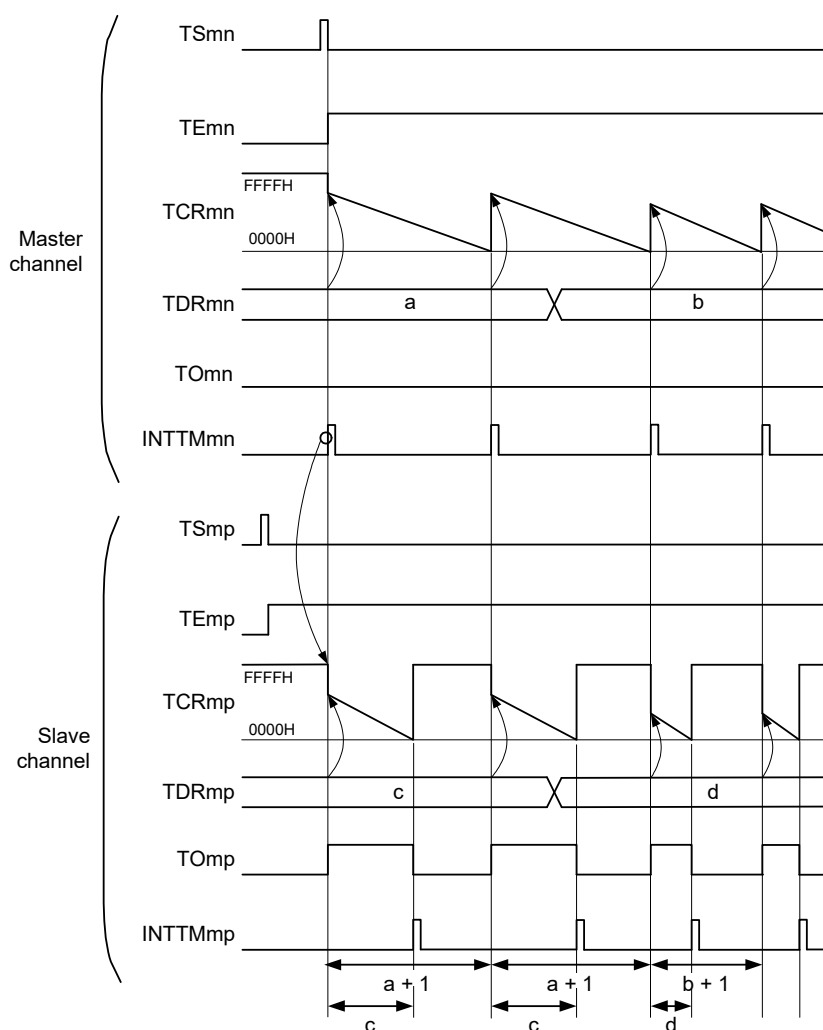 TSmn
TEmn
FFFFH
TCRmn
0000H
Master
channel
TDRmn
a
b
TOmn
INTTMmn
TSmp
TEmp
FFFFH
TCRmp
0000H
Slave
channel
TDRmp
c
d
TOmp
INTTMmp
a + 1
a + 1
b + 1
c
c
d